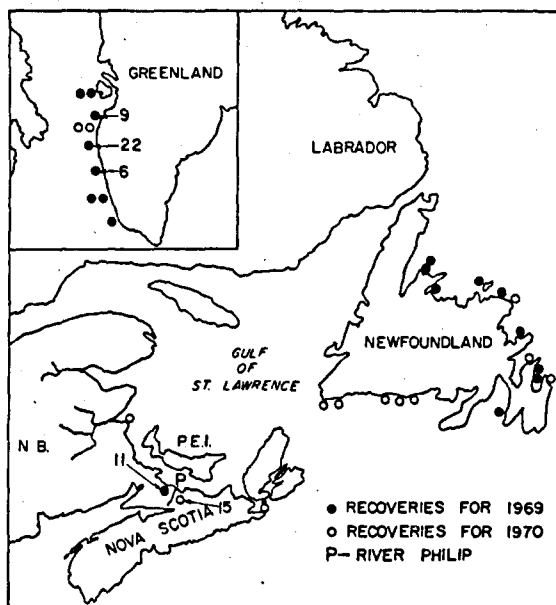 GREENLAND
9
22
6
LABRADOR
NEWFOUNDLAND
GULF
OF
ST. LAWRENCE
N B.
P.E.I.
11
P
NOVA SCOTIA 15
● RECOVERIES FOR 1969
○ RECOVERIES FOR 1970
P- RIVER PHILIP